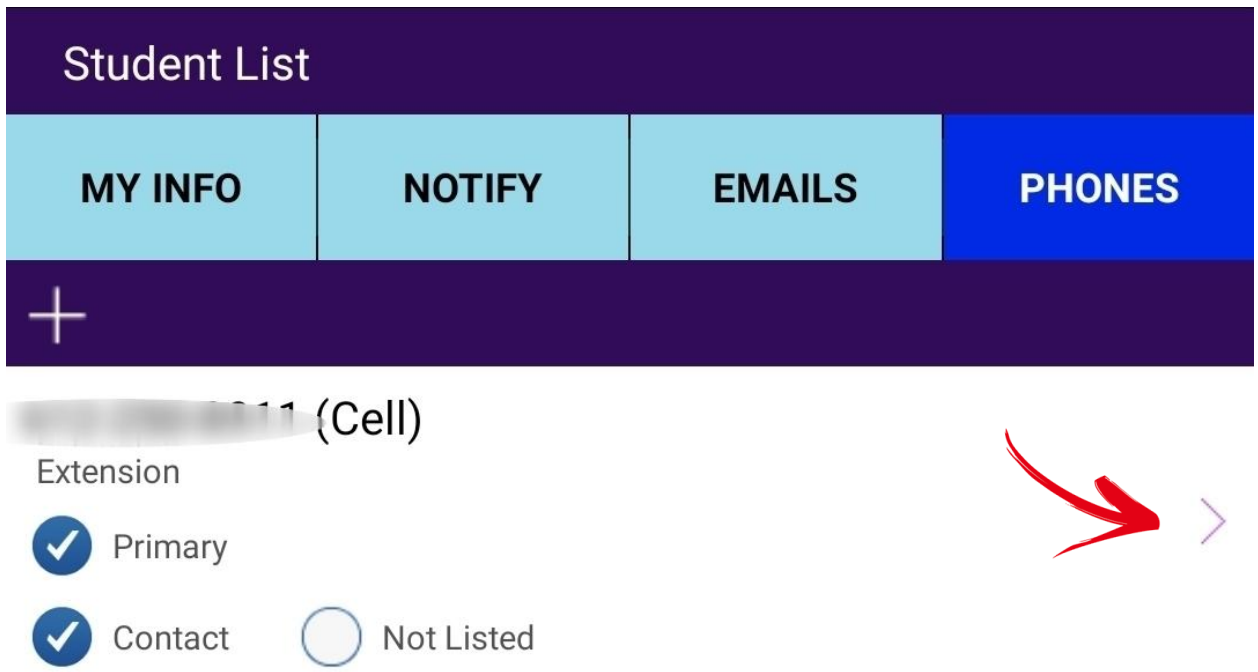 Student List
MY INFO NOTIFY EMAILS PHONES
(Cell)
Extension
Primary
Contact Not Listed